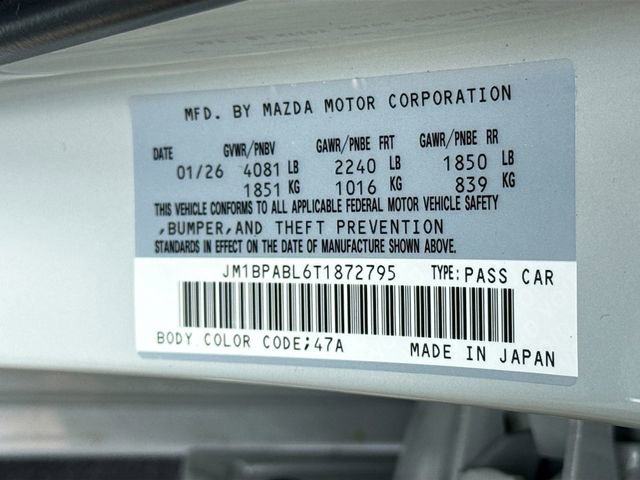 MFD. BY MAZDA MOTOR CORPORATION
DATE GVWR/PNBV GAWR/PNBE FRT GAWR/PNBE RR
01/26 4081 LB 2240 LB 1850 LB
1851 KG 1016 KG 839 KG
THIS VEHICLE CONFORMS TO ALL APPLICABLE FEDERAL MOTOR VEHICLE SAFETY
,BUMPER,AND THEFT PREVENTION
STANDARDS IN EFFECT ON THE DATE OF MANUFACTURE SHOWN ABOVE.
JM1BPABL6T1872795 TYPE: PASS CAR
BODY COLOR CODE;47A MADE IN JAPAN